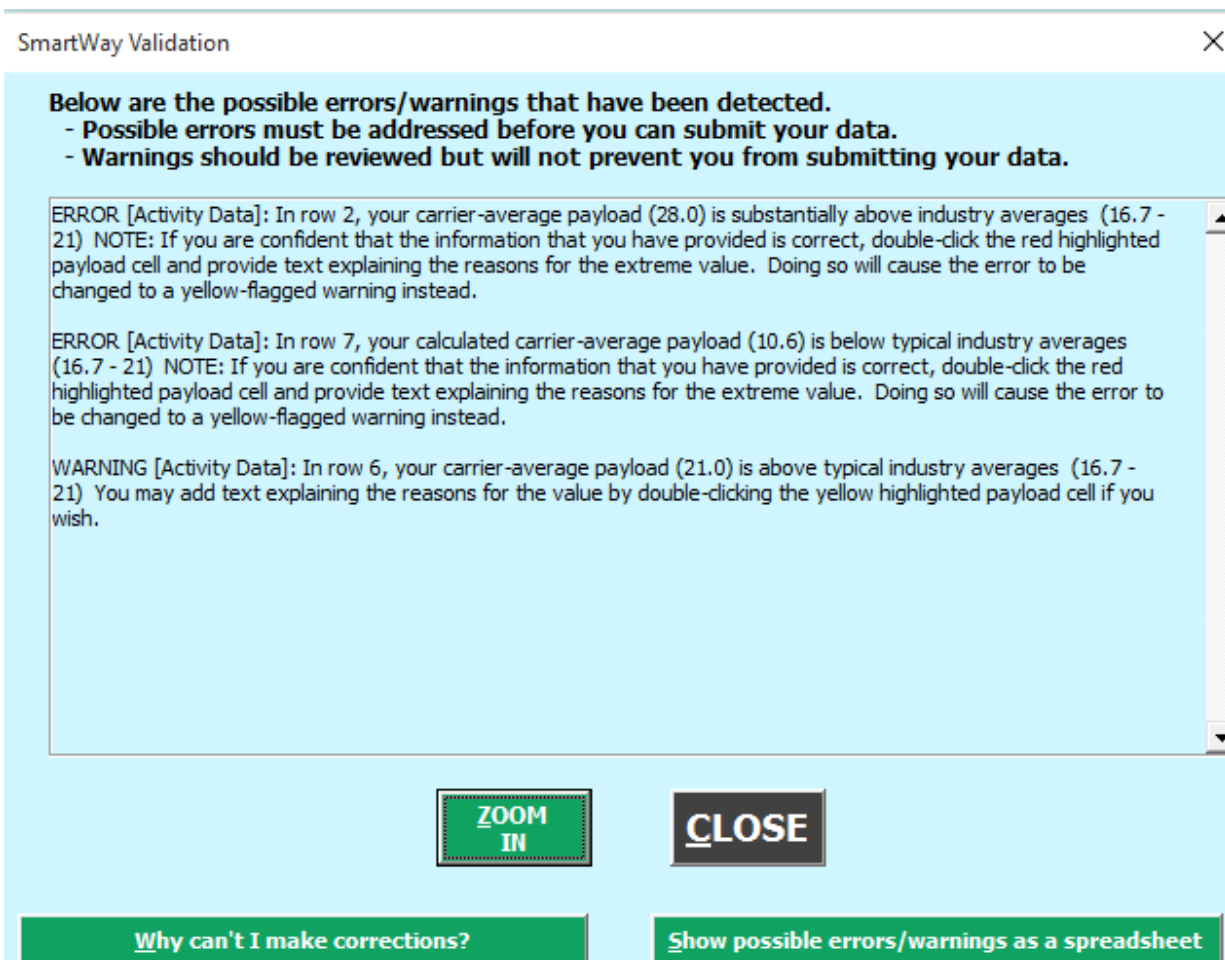 SmartWay Validation
Below are the possible errors/warnings that have been detected.
- Possible errors must be addressed before you can submit your data.
- Warnings should be reviewed but will not prevent you from submitting your data.
ERROR [Activity Data]: In row 2, your carrier-average payload (28.0) is substantially above industry averages  (16.7 -
21)  NOTE: If you are confident that the information that you have provided is correct, double-click the red highlighted
payload cell and provide text explaining the reasons for the extreme value.  Doing so will cause the error to be
changed to a yellow-flagged warning instead.
ERROR [Activity Data]: In row 7, your calculated carrier-average payload (10.6) is below typical industry averages
(16.7 - 21)  NOTE: If you are confident that the information that you have provided is correct, double-click the red
highlighted payload cell and provide text explaining the reasons for the extreme value.  Doing so will cause the error to
be changed to a yellow-flagged warning instead.
WARNING [Activity Data]: In row 6, your carrier-average payload (21.0) is above typical industry averages  (16.7 -
21)  You may add text explaining the reasons for the value by double-clicking the yellow highlighted payload cell if you
wish.
ZOOM
IN
CLOSE
Why can't I make corrections?
Show possible errors/warnings as a spreadsheet